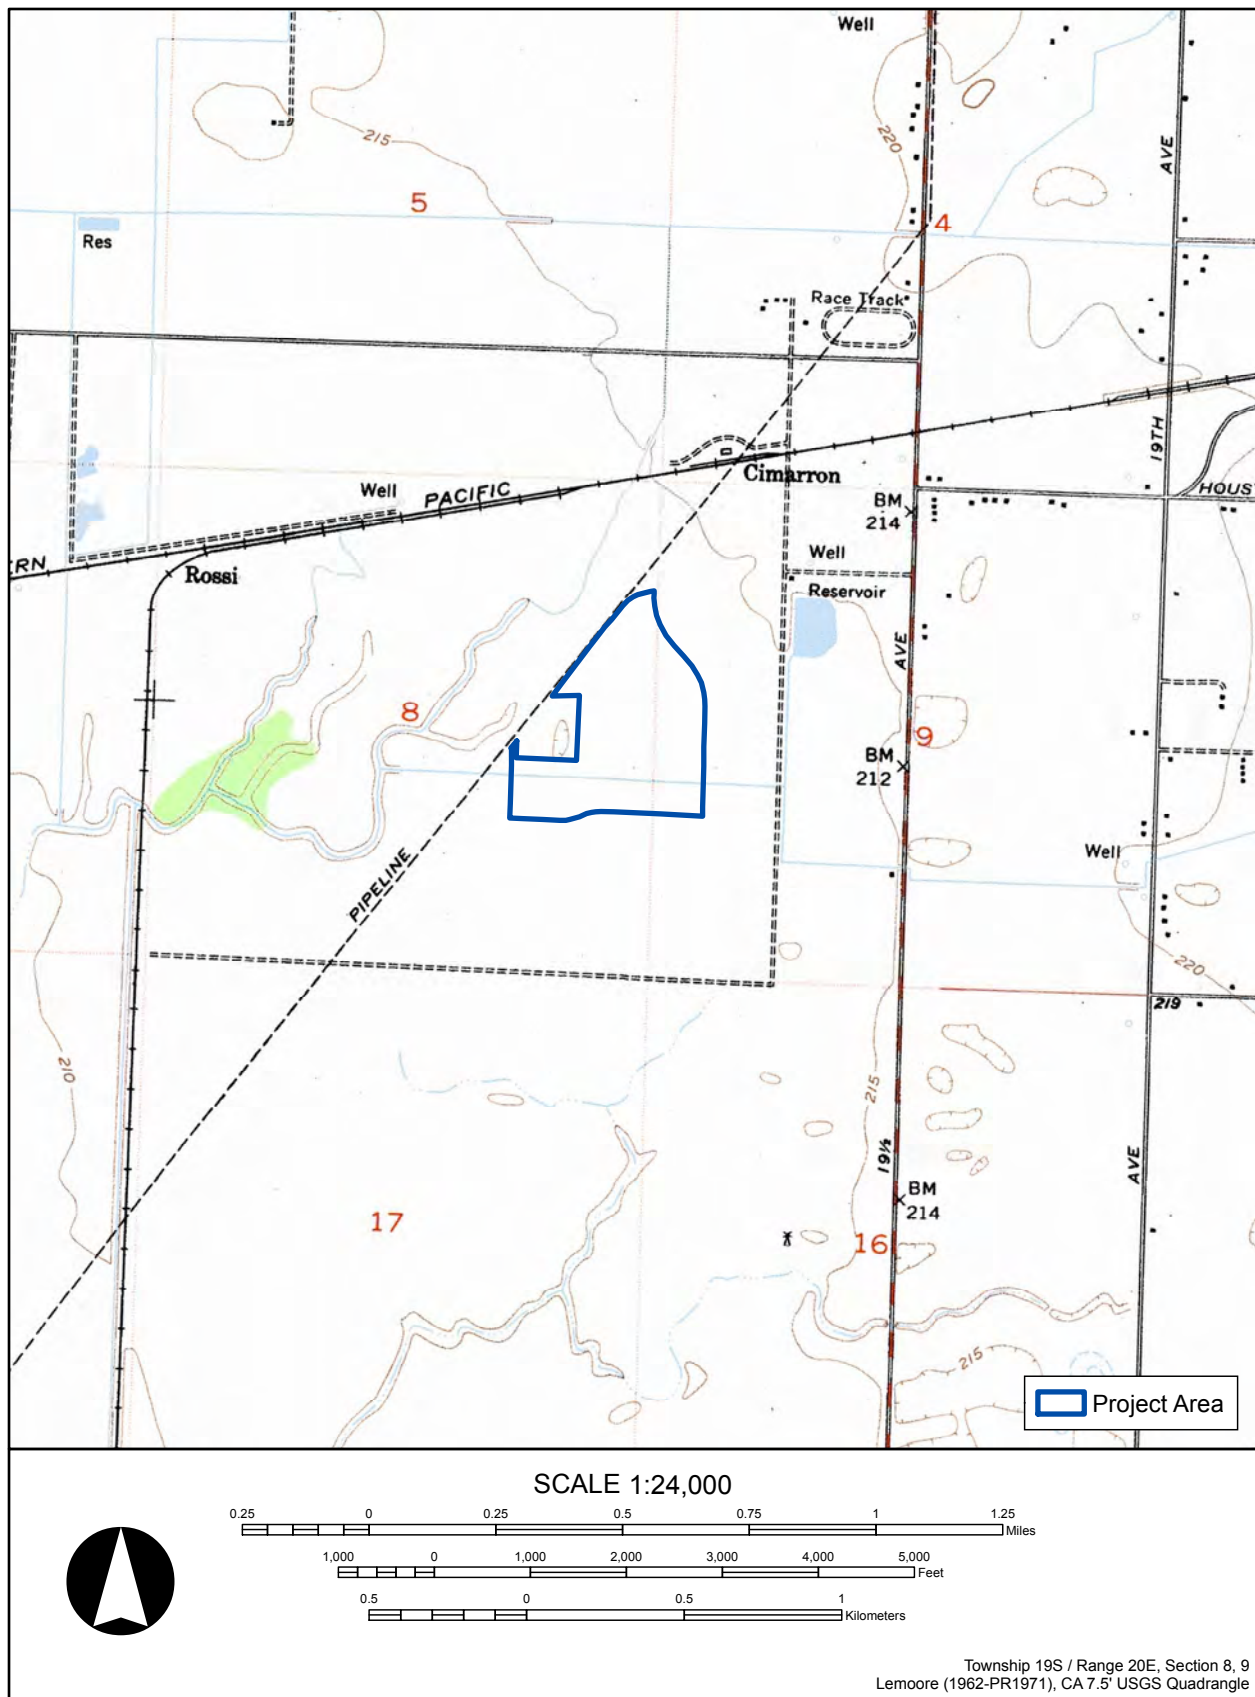 Well
215
220
AVE
5
4
Res
Race Track
19TH
Cimarron
Well
PACIFIC
BM
214
HOUS
RN
Rossi
Well
Reservoir
AVE
8
9
BM
212
PIPELINE
Well
220
219
210
215
19½
AVE
BM
214
17
16
215
Project Area
SCALE 1:24,000
0.25 0 0.25 0.5 0.75 1 1.25
Miles
1,000 0 1,000 2,000 3,000 4,000 5,000
Feet
0.5 0 0.5 1
Kilometers
Township 19S / Range 20E, Section 8, 9
Lemoore (1962-PR1971), CA 7.5' USGS Quadrangle